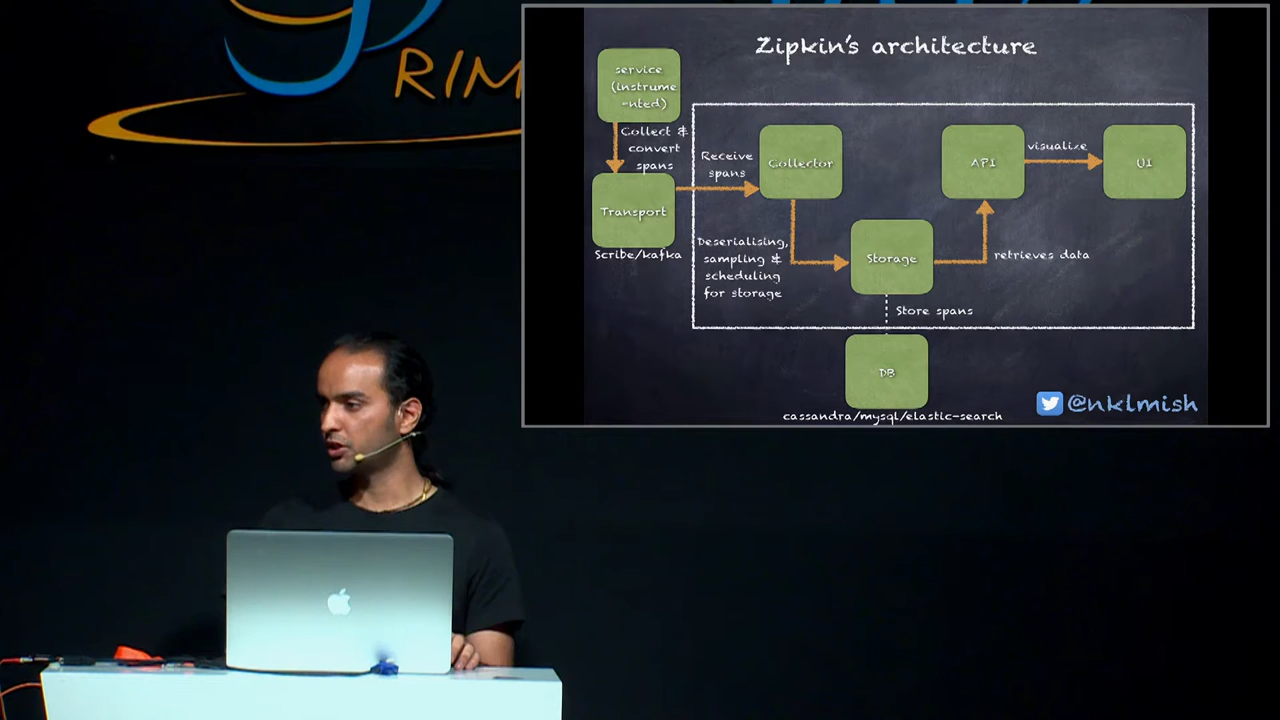 RIM
Zipkin's architecture
service
(instrume
-nted)
Collect &
convert
spans
Transport
Scribe/kafka
Receive
spans
Collector
Deserialising,
sampling &
scheduling
for storage
Storage
Store spans
DB
cassandra/mysql/elastic-search
API
retrieves data
visualize
UI
@nklmish